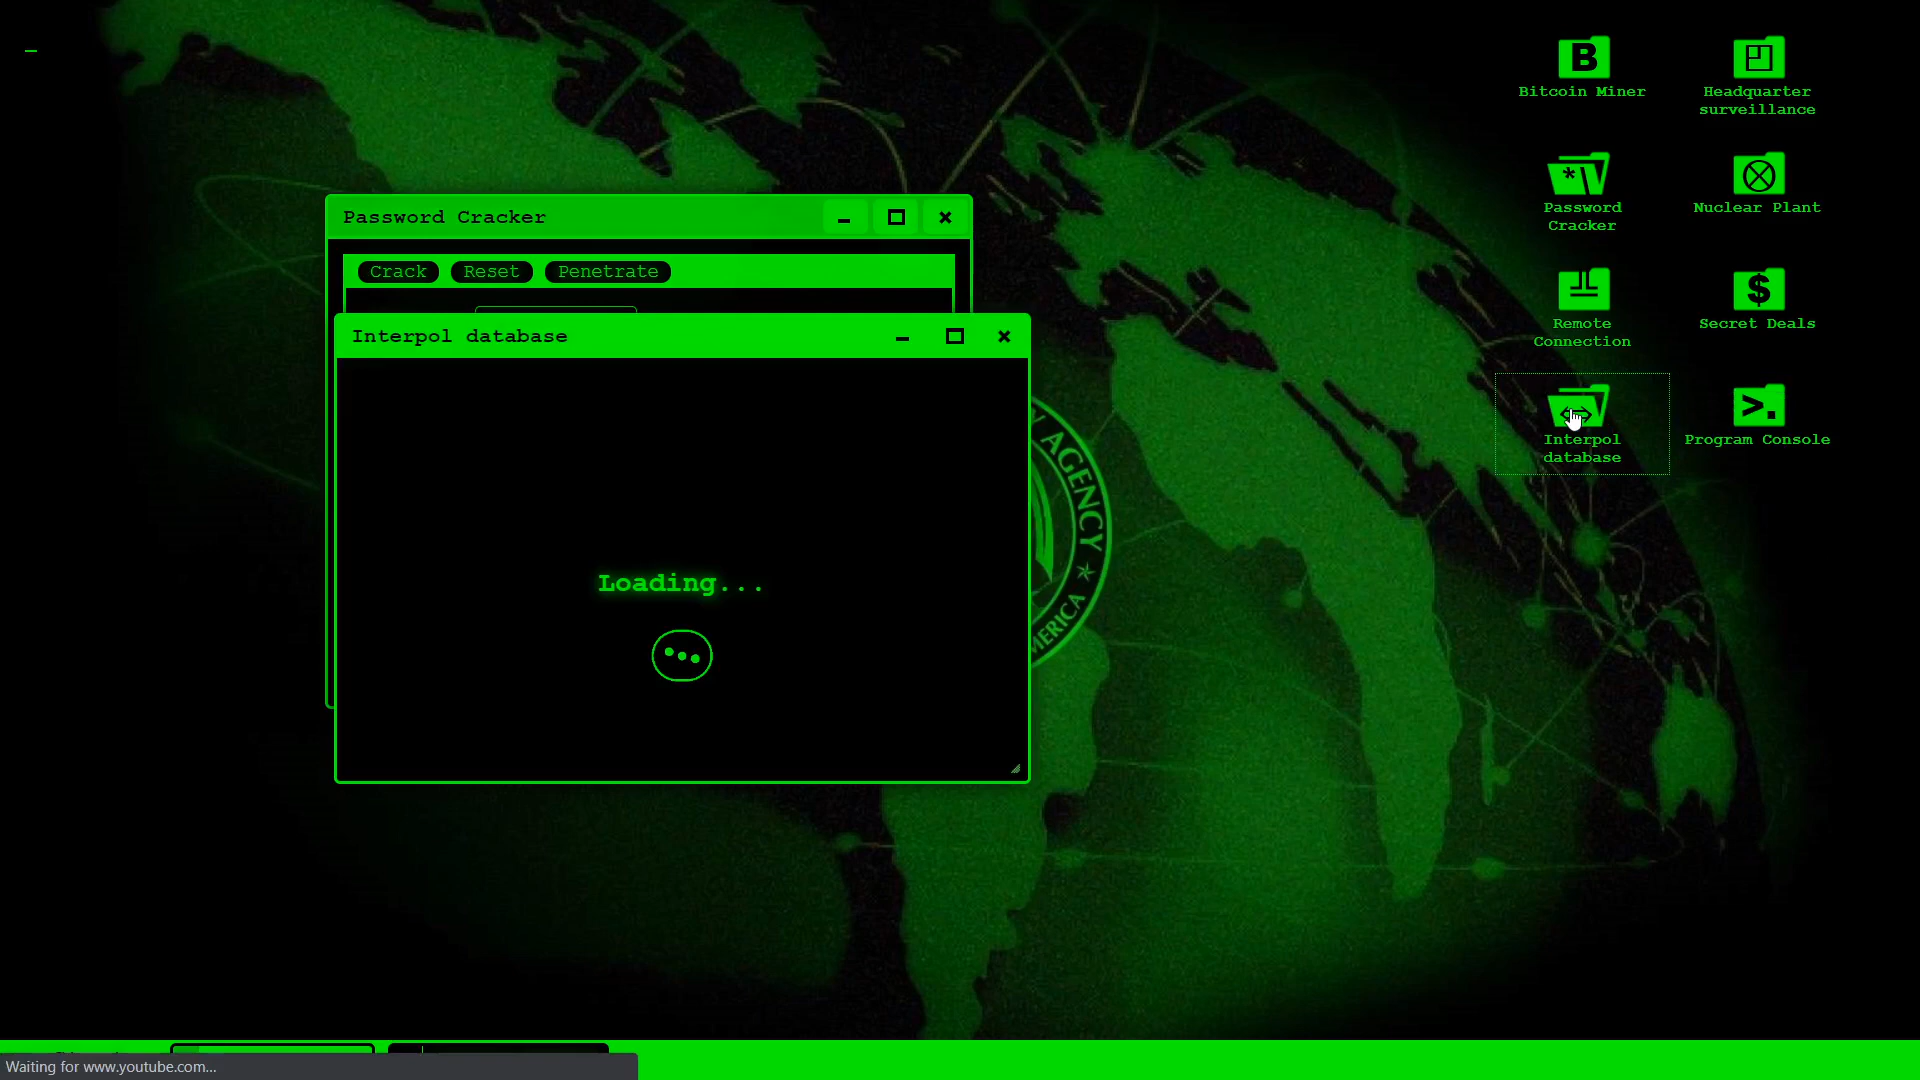 Bitcoin Miner
Headquarter
surveillance
Password
Cracker
Nuclear Plant
Remote
Connection
Secret Deals
Interpol
database
Program Console
Password Cracker
Crack
Reset
Penetrate
Interpol database
Loading...
AGENCY
Waiting for www.youtube.com...